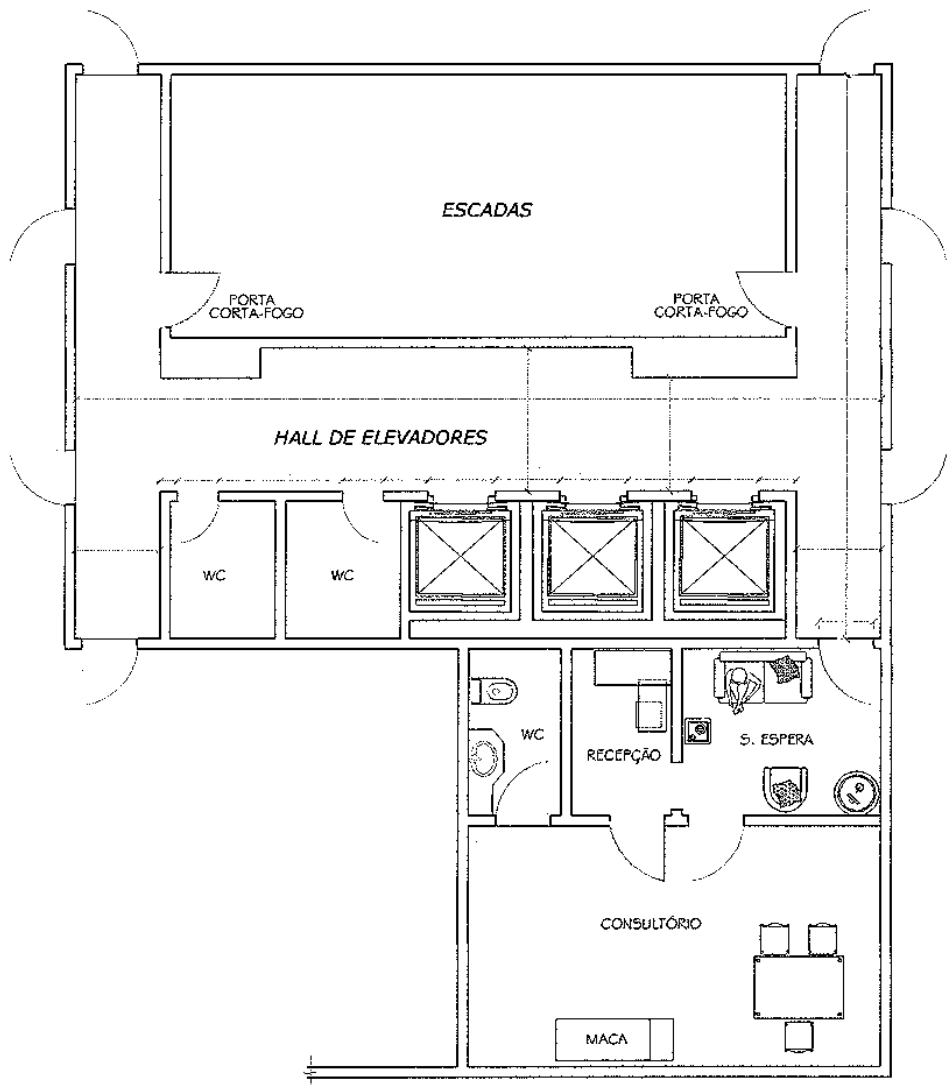 ESCADAS
PORTA
CORTA-FOGO
PORTA
CORTA-FOGO
HALL DE ELEVADORES
WC
WC
WC
RECEPÇÃO
S. ESPERA
CONSULTÓRIO
MACA